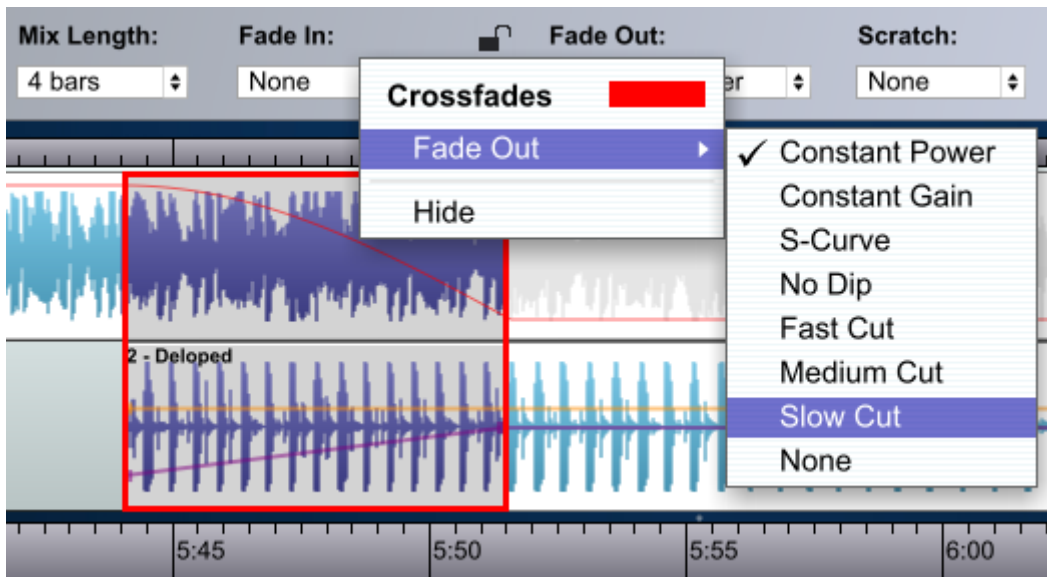 Mix Length: Fade In: Fade Out: Scratch:
4 bars None er None
Crossfades
Fade Out
Hide
Constant Power
Constant Gain
S-Curve
No Dip
Fast Cut
Medium Cut
Slow Cut
None
2 - Deloped
5:45 5:50 5:55 6:00